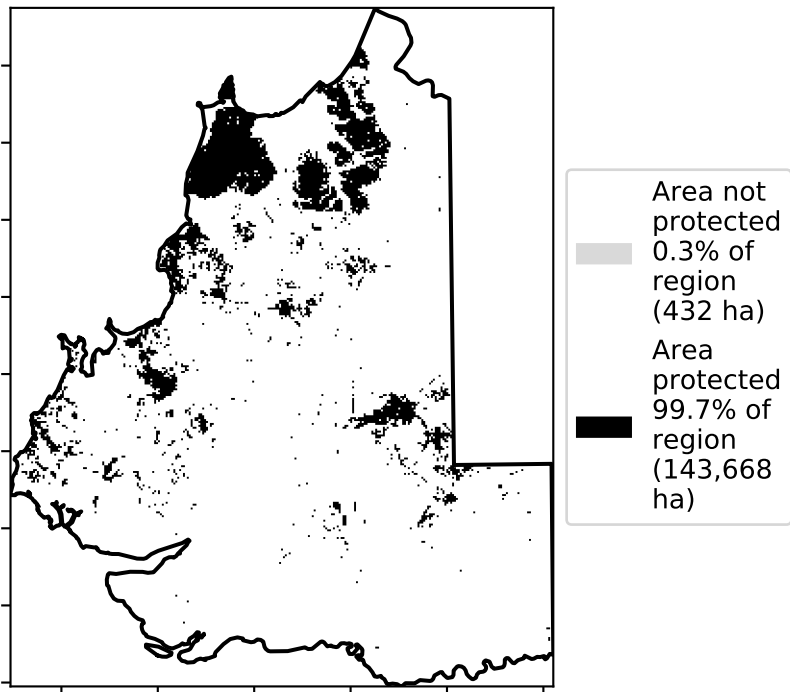 Area not
protected
0.3% of
region
(432 ha)
Area
protected
99.7% of
region
(143,668
ha)